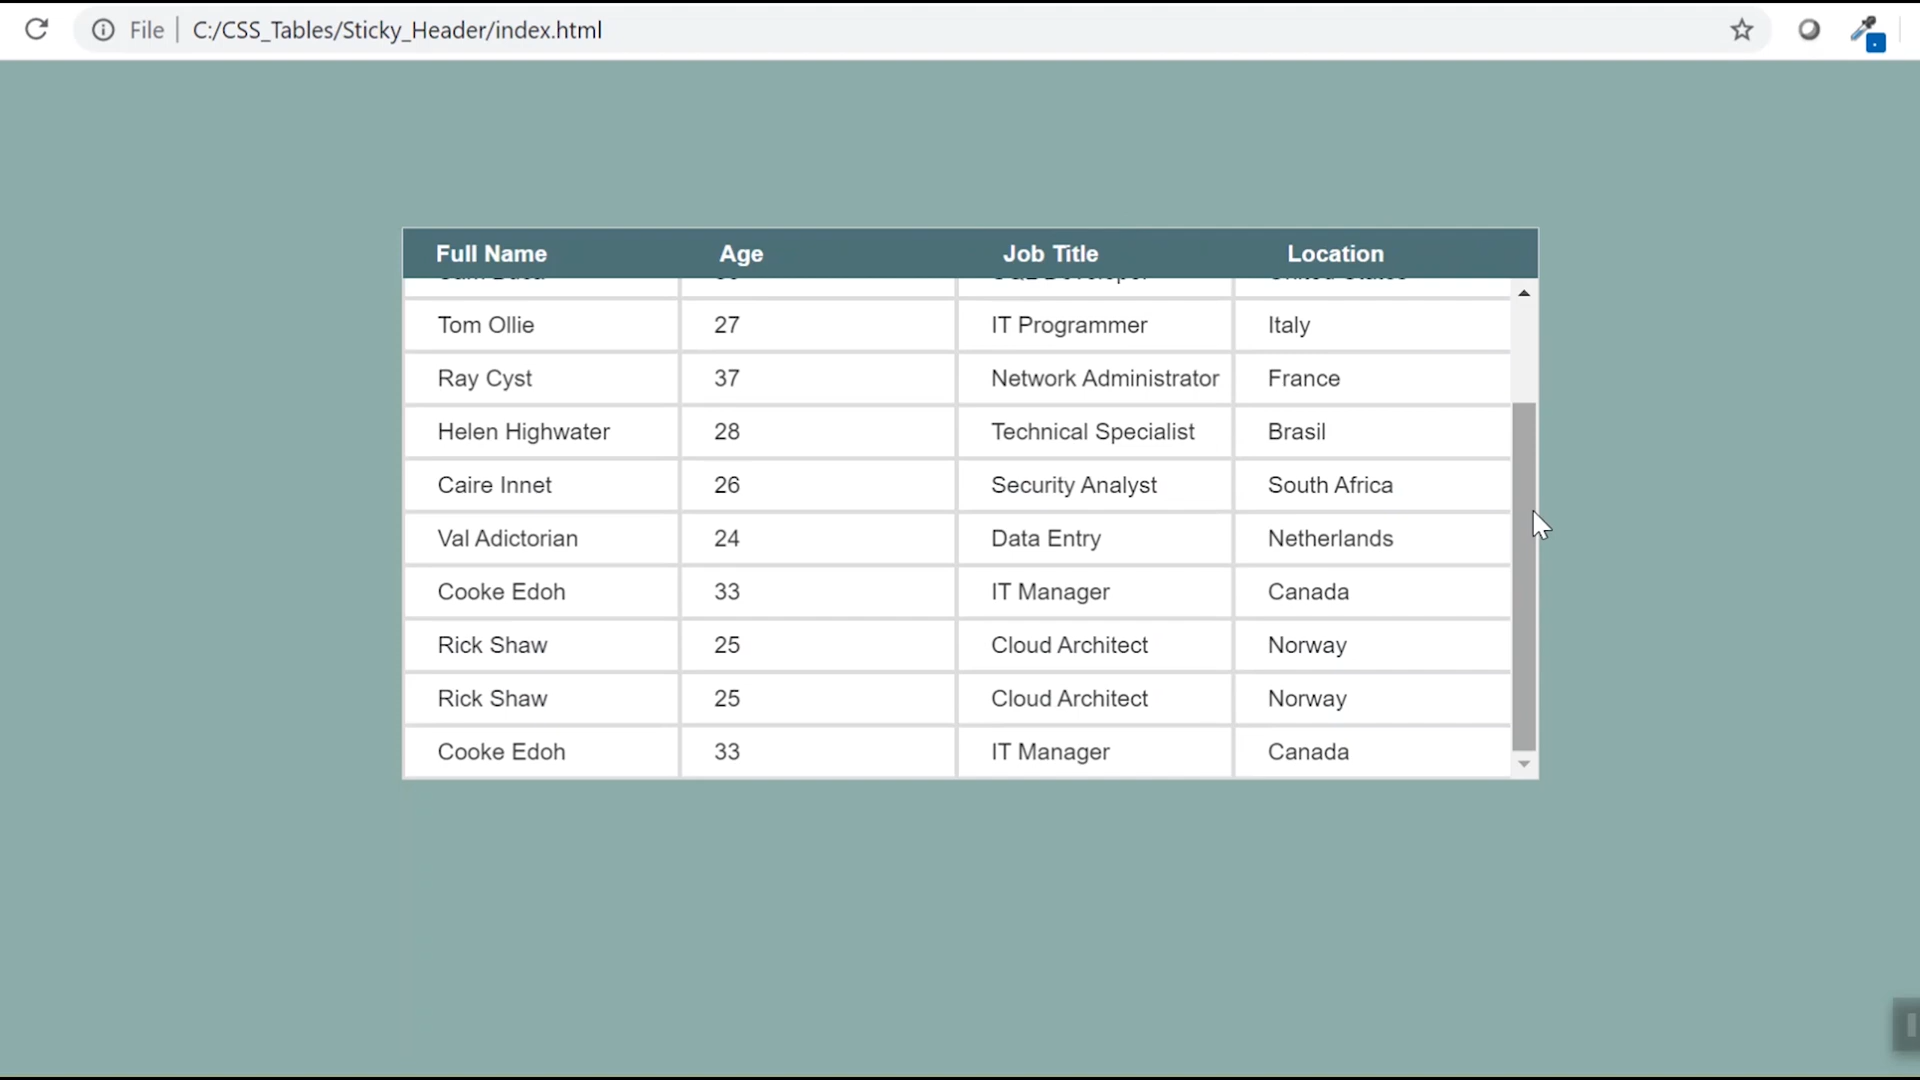 File C:/CSS_Tables/Sticky_Header/index.html
Full Name Age Job Title Location
Tom Ollie 27 IT Programmer Italy
Ray Cyst 37 Network Administrator France
Helen Highwater 28 Technical Specialist Brasil
Caire Innet 26 Security Analyst South Africa
Val Adictorian 24 Data Entry Netherlands
Cooke Edoh 33 IT Manager Canada
Rick Shaw 25 Cloud Architect Norway
Rick Shaw 25 Cloud Architect Norway
Cooke Edoh 33 IT Manager Canada